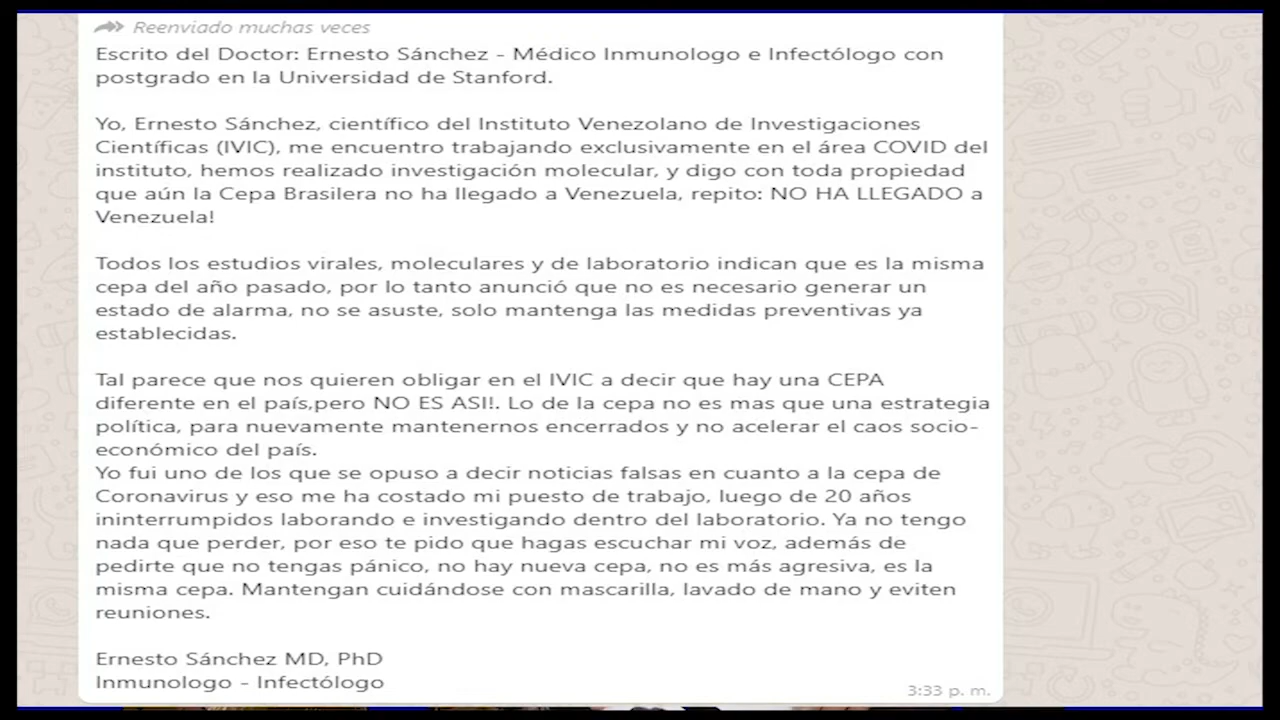 Reenviado muchas veces
Escrito del Doctor: Ernesto Sánchez - Médico Inmunologo e Infectólogo con
postgrado en la Universidad de Stanford.
Yo, Ernesto Sánchez, científico del Instituto Venezolano de Investigaciones
Científicas (IVIC), me encuentro trabajando exclusivamente en el área COVID del
instituto, hemos realizado investigación molecular, y digo con toda propiedad
que aún la Cepa Brasilera no ha llegado a Venezuela, repito: NO HA LLEGADO a
Venezuela!
Todos los estudios virales, moleculares y de laboratorio indican que es la misma
cepa del año pasado, por lo tanto anunció que no es necesario generar un
estado de alarma, no se asuste, solo mantenga las medidas preventivas ya
establecidas.
Tal parece que nos quieren obligar en el IVIC a decir que hay una CEPA
diferente en el país,pero NO ES ASI!. Lo de la cepa no es mas que una estrategia
política, para nuevamente mantenernos encerrados y no acelerar el caos socio-
económico del país.
Yo fui uno de los que se opuso a decir noticias falsas en cuanto a la cepa de
Coronavirus y eso me ha costado mi puesto de trabajo, luego de 20 años
ininterrumpidos laborando e investigando dentro del laboratorio. Ya no tengo
nada que perder, por eso te pido que hagas escuchar mi voz, además de
pedirte que no tengas pánico, no hay nueva cepa, no es más agresiva, es la
misma cepa. Mantengan cuidándose con mascarilla, lavado de mano y eviten
reuniones.
Ernesto Sánchez MD, PhD
Inmunologo - Infectólogo
3:33 p. m.